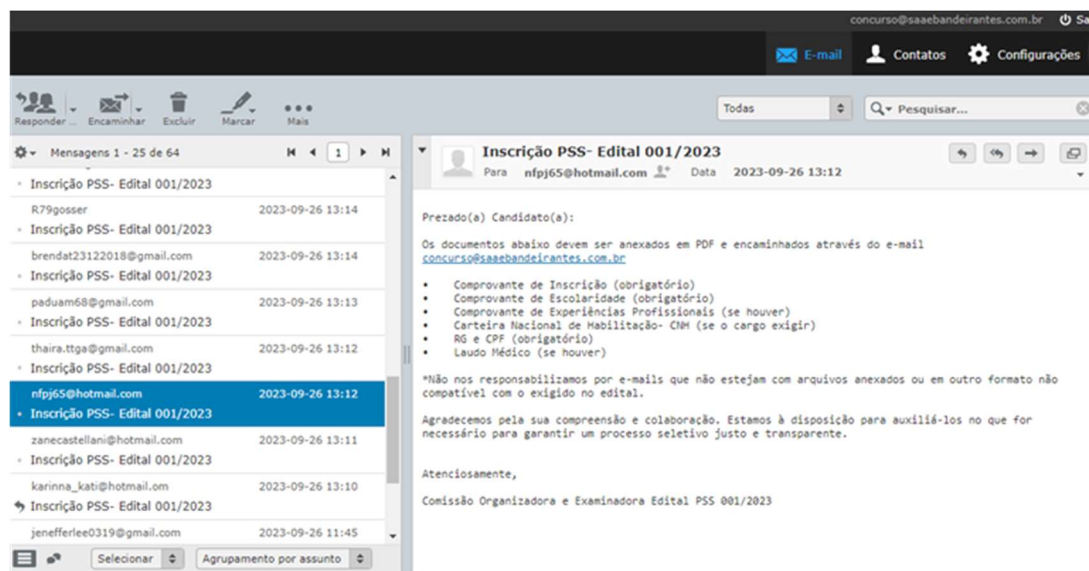 concurso@saaebandeirantes.com.br Sa
E-mail Contatos Configurações
Responder ... Encaminhar Excluir Marcar Mais
Todas Pesquisar...
Mensagens 1 - 25 de 64 1
Inscrição PSS- Edital 001/2023
R79gosser 2023-09-26 13:14
Inscrição PSS- Edital 001/2023
brendat23122018@gmail.com 2023-09-26 13:14
Inscrição PSS- Edital 001/2023
paduam68@gmail.com 2023-09-26 13:13
Inscrição PSS- Edital 001/2023
thaira.ttga@gmail.com 2023-09-26 13:12
Inscrição PSS- Edital 001/2023
nfpj65@hotmail.com 2023-09-26 13:12
Inscrição PSS- Edital 001/2023
zanecastellani@hotmail.com 2023-09-26 13:11
Inscrição PSS- Edital 001/2023
karinna_kati@hotmail.om 2023-09-26 13:10
Inscrição PSS- Edital 001/2023
jenefferlee0319@gmail.com 2023-09-26 11:45
Selecionar Agrupamento por assunto
Inscrição PSS- Edital 001/2023
Para nfpj65@hotmail.com Data 2023-09-26 13:12
Prezado(a) Candidato(a):
Os documentos abaixo devem ser anexados em PDF e encaminhados através do e-mail
concurso@saaebandeirantes.com.br
• Comprovante de Inscrição (obrigatório)
• Comprovante de Escolaridade (obrigatório)
• Comprovante de Experiências Profissionais (se houver)
• Carteira Nacional de Habilitação- CNH (se o cargo exigir)
• RG e CPF (obrigatório)
• Laudo Médico (se houver)
*Não nos responsabilizamos por e-mails que não estejam com arquivos anexados ou em outro formato não
compatível com o exigido no edital.
Agradecemos pela sua compreensão e colaboração. Estamos à disposição para auxiliá-los no que for
necessário para garantir um processo seletivo justo e transparente.
Atenciosamente,
Comissão Organizadora e Examinadora Edital PSS 001/2023